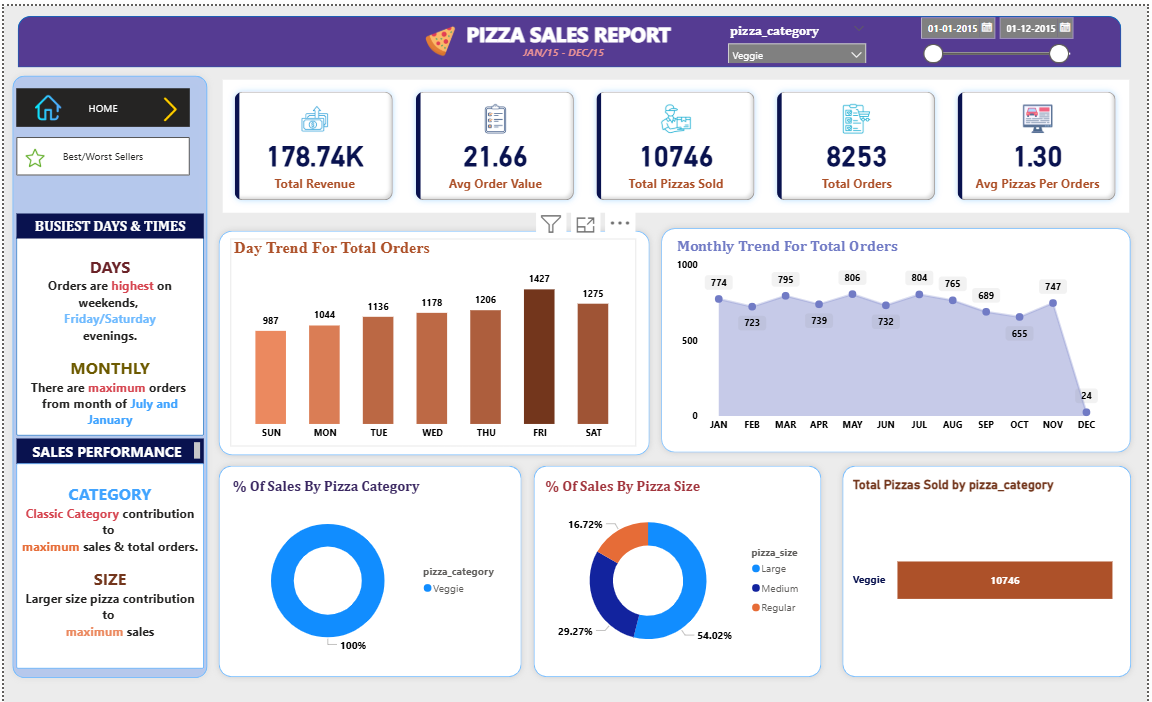 PIZZA SALES REPORT
JAN/15 - DEC/15
pizza_category
Veggie
01-01-2015
01-12-2015
HOME
Best/Worst Sellers
BUSIEST DAYS & TIMES
DAYS
Orders are highest on
weekends,
Friday/Saturday
evenings.
MONTHLY
There are maximum orders
from month of July and
January
SALES PERFORMANCE
CATEGORY
Classic Category contribution
to
maximum sales & total orders.
SIZE
Larger size pizza contribution
to
maximum sales
178.74K
Total Revenue
21.66
Avg Order Value
10746
Total Pizzas Sold
8253
Total Orders
1.30
Avg Pizzas Per Orders
Day Trend For Total Orders
987
1044
1136
1178
1206
1427
1275
SUN
MON
TUE
WED
THU
FRI
SAT
Monthly Trend For Total Orders
1000
500
0
774
723
795
739
806
732
804
765
689
655
747
24
JAN
FEB
MAR
APR
MAY
JUN
JUL
AUG
SEP
OCT
NOV
DEC
% Of Sales By Pizza Category
100%
pizza_category
Veggie
% Of Sales By Pizza Size
16.72%
29.27%
54.02%
pizza_size
Large
Medium
Regular
Total Pizzas Sold by pizza_category
Veggie
10746